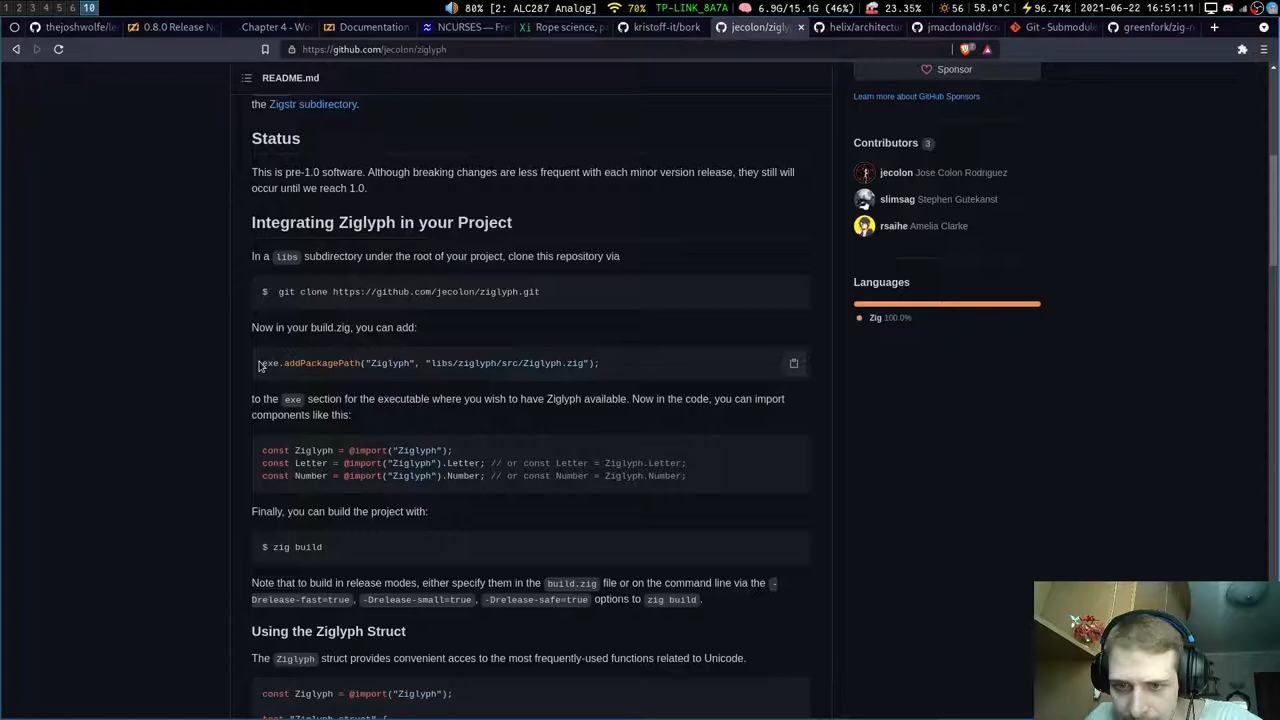 1 2 3 4 5 6 10
80% [2: ALC287 Analog] 70% TP-LINK_8A7A 6.9G/15.1G (46%) 23.35% 56 58.0°C 96.74% 2021-06-22 16:51:11
thejoshwolfe/le 0.8.0 Release N Chapter 4 - Wo Documentation NCURSES — Fre Rope science, p kristoff-it/bork jecolon/ziglyp helix/architectu jmacdonald/scr Git - Submodul greenfork/zig-n
https://github.com/jecolon/ziglyph
README.md
the Zigstr subdirectory.
Status
This is pre-1.0 software. Although breaking changes are less frequent with each minor version release, they still will
occur until we reach 1.0.
Integrating Ziglyph in your Project
In a libs subdirectory under the root of your project, clone this repository via
$ git clone https://github.com/jecolon/ziglyph.git
Now in your build.zig, you can add:
exe.addPackagePath("Ziglyph", "libs/ziglyph/src/Ziglyph.zig");
to the exe section for the executable where you wish to have Ziglyph available. Now in the code, you can import
components like this:
const Ziglyph = @import("Ziglyph");
const Letter = @import("Ziglyph").Letter; // or const Letter = Ziglyph.Letter;
const Number = @import("Ziglyph").Number; // or const Number = Ziglyph.Number;
Finally, you can build the project with:
$ zig build
Note that to build in release modes, either specify them in the build.zig file or on the command line via the -
Drelease-fast=true, -Drelease-small=true, -Drelease-safe=true options to zig build.
Using the Ziglyph Struct
The Ziglyph struct provides convenient acces to the most frequently-used functions related to Unicode.
const Ziglyph = @import("Ziglyph");
Sponsor
Learn more about GitHub Sponsors
Contributors 3
jecolon Jose Colon Rodriguez
slimsag Stephen Gutekanst
rsaihe Amelia Clarke
Languages
Zig 100.0%